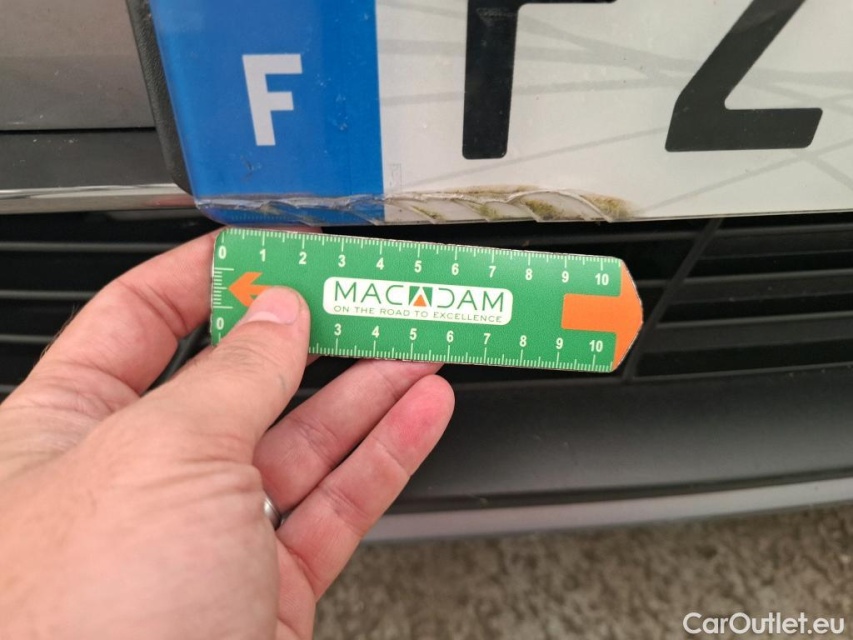 F
Z
0 1 2 3 4 5 6 7 8 9 10
MACADAM
ON THE ROAD TO EXCELLENCE
0 3 4 5 6 7 8 9 10
CarOutlet.eu